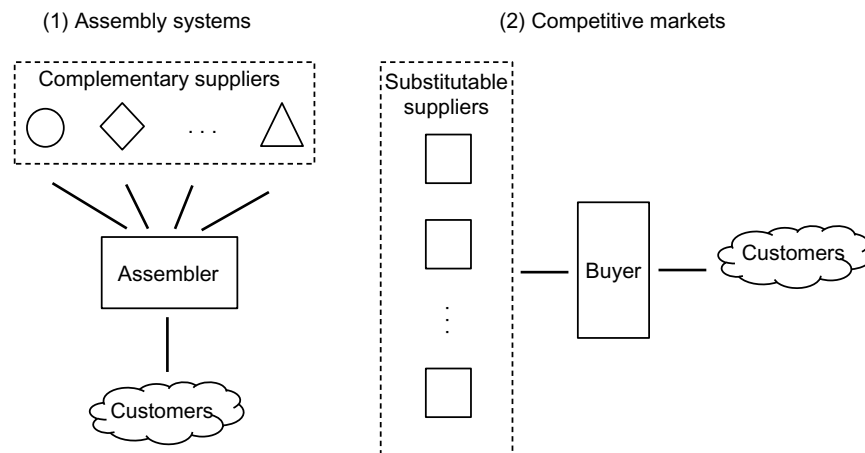 (1) Assembly systems
Complementary suppliers
. . .
Assembler
Customers
(2) Competitive markets
Substitutable
suppliers
. . .
Buyer
Customers